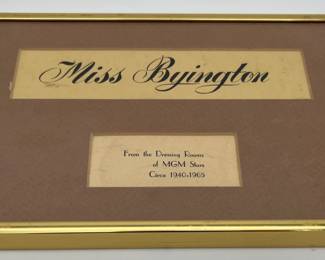 Miss Byington
From the Dressing Rooms
of MGM Stars
Circa 1940-1965